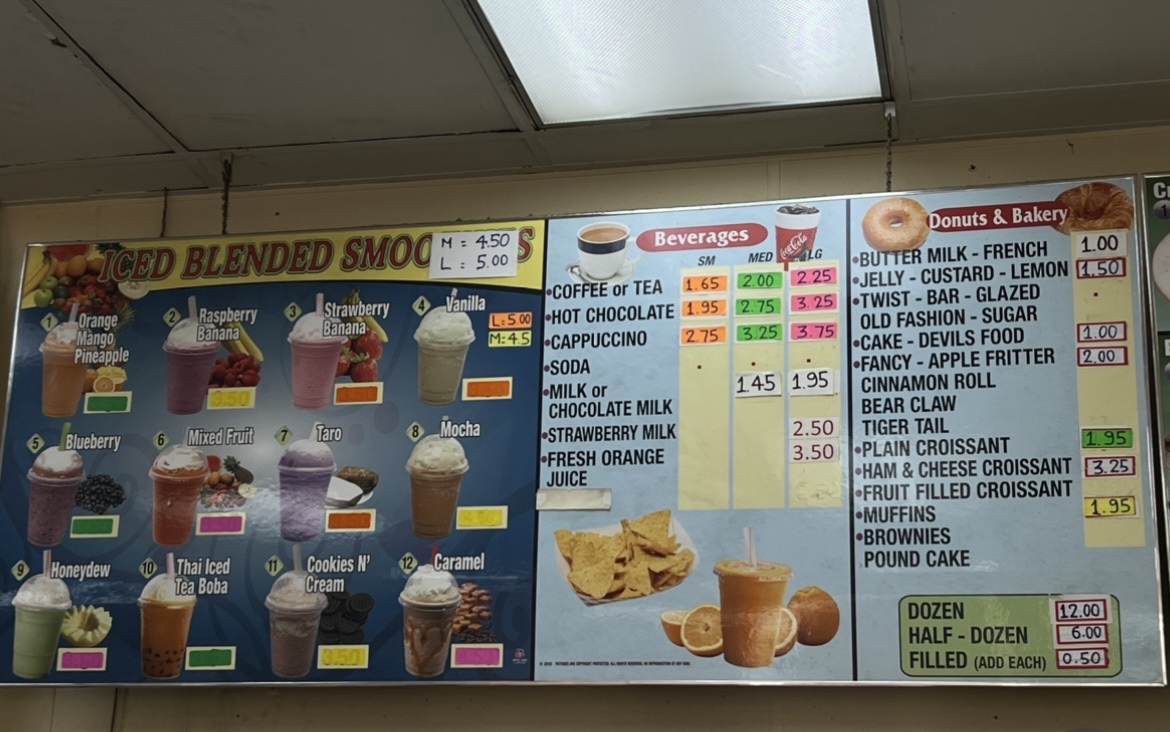 ICED BLENDED SMOO S
M = 4.50
L = 5.00
1 Orange
Mango
Pineapple
2 Raspberry
Banana
3.50
3 Strawberry
Banana
4 Vanilla
L = 5.00
M = 4.5
5 Blueberry
6 Mixed Fruit
7 Taro
8 Mocha
9 Honeydew
10 Thai Iced
Tea Boba
11 Cookies N'
Cream
3.50
12 Caramel
Beverages
Coca-Cola
SM MED LG
•COFFEE or TEA 1.65 2.00 2.25
•HOT CHOCOLATE 1.95 2.75 3.25
•CAPPUCCINO 2.75 3.25 3.75
•SODA
•MILK or 1.45 1.95
CHOCOLATE MILK
•STRAWBERRY MILK 2.50
•FRESH ORANGE 3.50
JUICE
Donuts & Bakery
•BUTTER MILK - FRENCH 1.00
•JELLY - CUSTARD - LEMON 1.50
•TWIST - BAR - GLAZED
OLD FASHION - SUGAR
•CAKE - DEVILS FOOD 1.00
•FANCY - APPLE FRITTER 2.00
CINNAMON ROLL
BEAR CLAW
TIGER TAIL
•PLAIN CROISSANT 1.95
•HAM & CHEESE CROISSANT 3.25
•FRUIT FILLED CROISSANT
•MUFFINS 1.95
•BROWNIES
POUND CAKE
DOZEN 12.00
HALF - DOZEN 6.00
FILLED (ADD EACH) 0.50